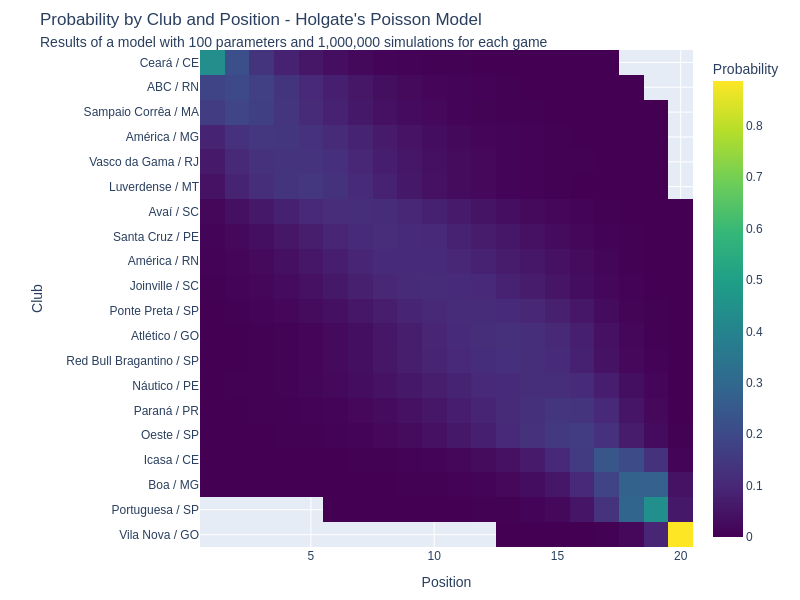 Probability by Club and Position - Holgate's Poisson Model
Results of a model with 100 parameters and 1,000,000 simulations for each game
Probability
Ceará / CE
ABC / RN
Sampaio Corrêa / MA
América / MG
Vasco da Gama / RJ
Luverdense / MT
Avaí / SC
Santa Cruz / PE
América / RN
Joinville / SC
Ponte Preta / SP
Atlético / GO
Red Bull Bragantino / SP
Náutico / PE
Paraná / PR
Oeste / SP
Icasa / CE
Boa / MG
Portuguesa / SP
Vila Nova / GO
Club
5
10
15
20
Position
0.8
0.7
0.6
0.5
0.4
0.3
0.2
0.1
0